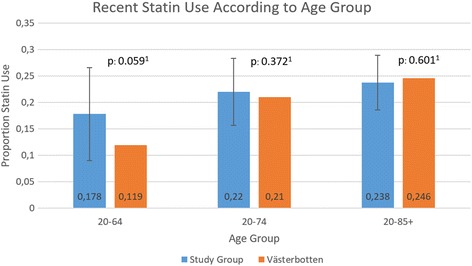 Recent Statin Use According to Age Group
Proportion Statin Use
0,35
0,3
0,25
0,2
0,15
0,1
0,05
0
p: 0.059¹
p: 0.372¹
p: 0.601¹
0,178
0,119
0,22
0,21
0,238
0,246
20-64
20-74
20-85+
Age Group
Study Group
Västerbotten